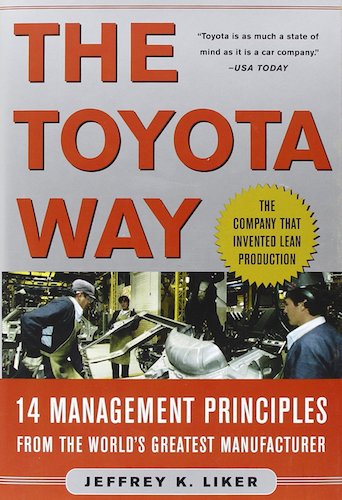 THE
TOYOTA
WAY
"Toyota is as much a state of
mind as it is a car company."
–USA TODAY
THE
COMPANY THAT
INVENTED LEAN
PRODUCTION
14 MANAGEMENT PRINCIPLES
FROM THE WORLD'S GREATEST MANUFACTURER
JEFFREY K. LIKER